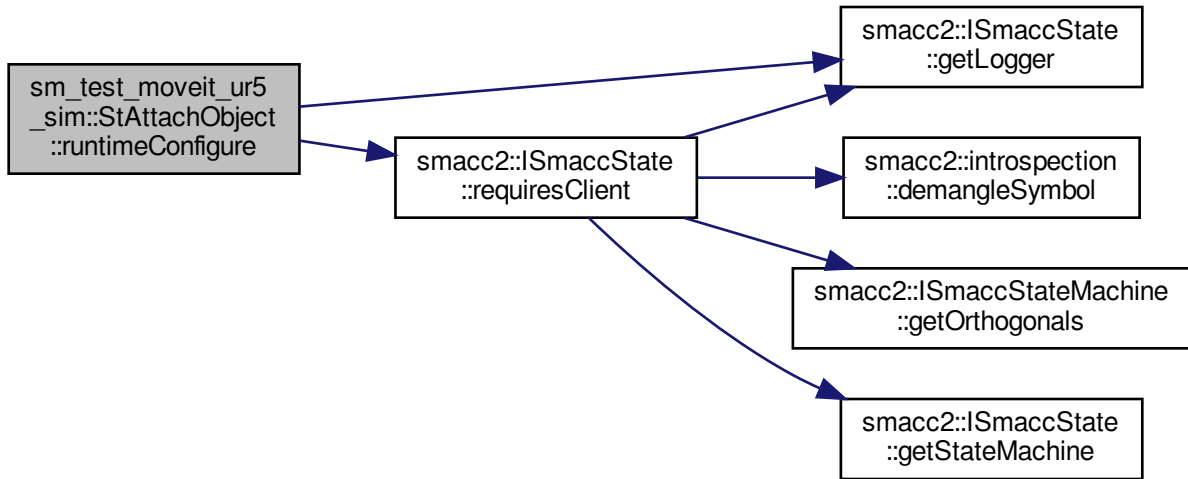 sm_test_moveit_ur5
_sim::StAttachObject
::runtimeConfigure
smacc2::ISmaccState
::requiresClient
smacc2::ISmaccState
::getLogger
smacc2::introspection
::demangleSymbol
smacc2::ISmaccStateMachine
::getOrthogonals
smacc2::ISmaccState
::getStateMachine